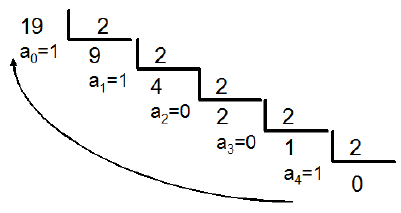 19 2
a₀=1 9 2
a₁=1 4 2
a₂=0 2 2
a₃=0 1 2
a₄=1 0